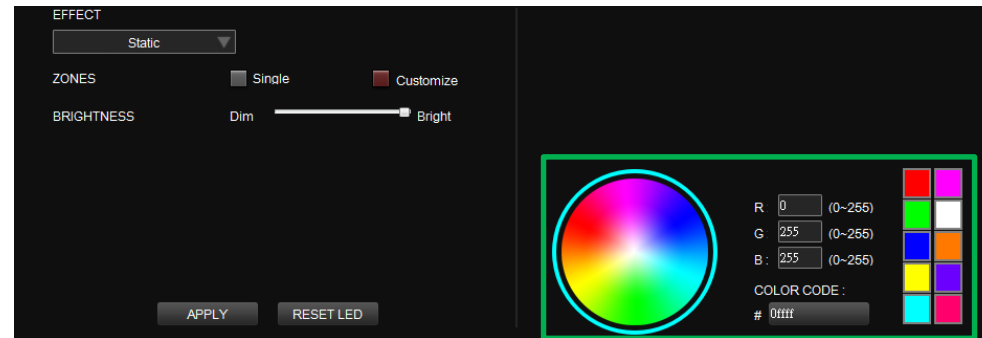 EFFECT
Static
ZONES Single Customize
BRIGHTNESS Dim Bright
APPLY RESET LED
R 0 (0~255)
G 255 (0~255)
B: 255 (0~255)
COLOR CODE :
# 0ffff